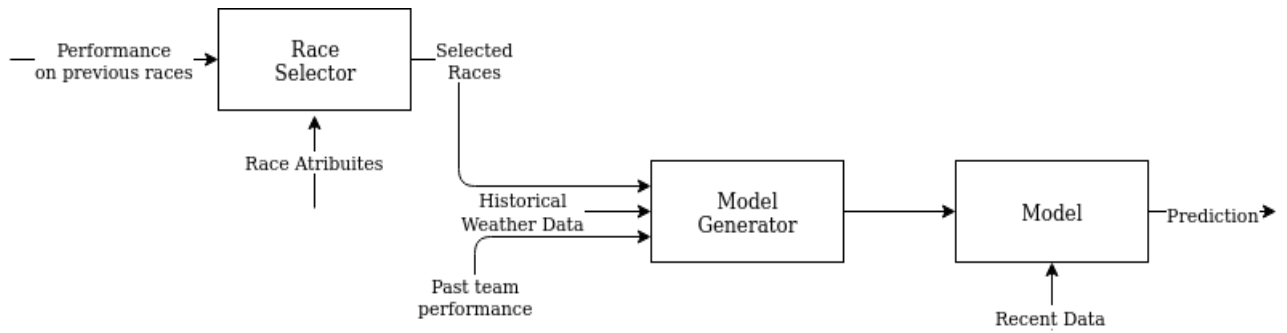 Performance
on previous races
Race
Selector
Selected
Races
Race Atribuites
Historical
Weather Data
Past team
performance
Model
Generator
Model
Prediction
Recent Data